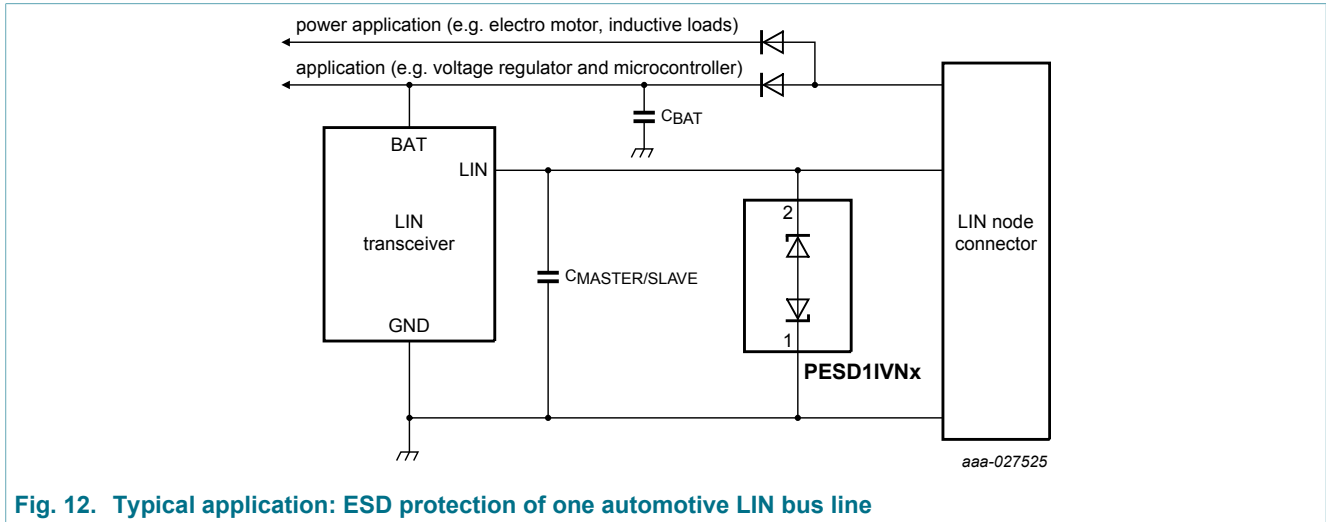 power application (e.g. electro motor, inductive loads)
application (e.g. voltage regulator and microcontroller)
CBAT
BAT
LIN
LIN
transceiver
GND
CMASTER/SLAVE
2
1
PESD1IVNx
LIN node
connector
aaa-027525
Fig. 12. Typical application: ESD protection of one automotive LIN bus line